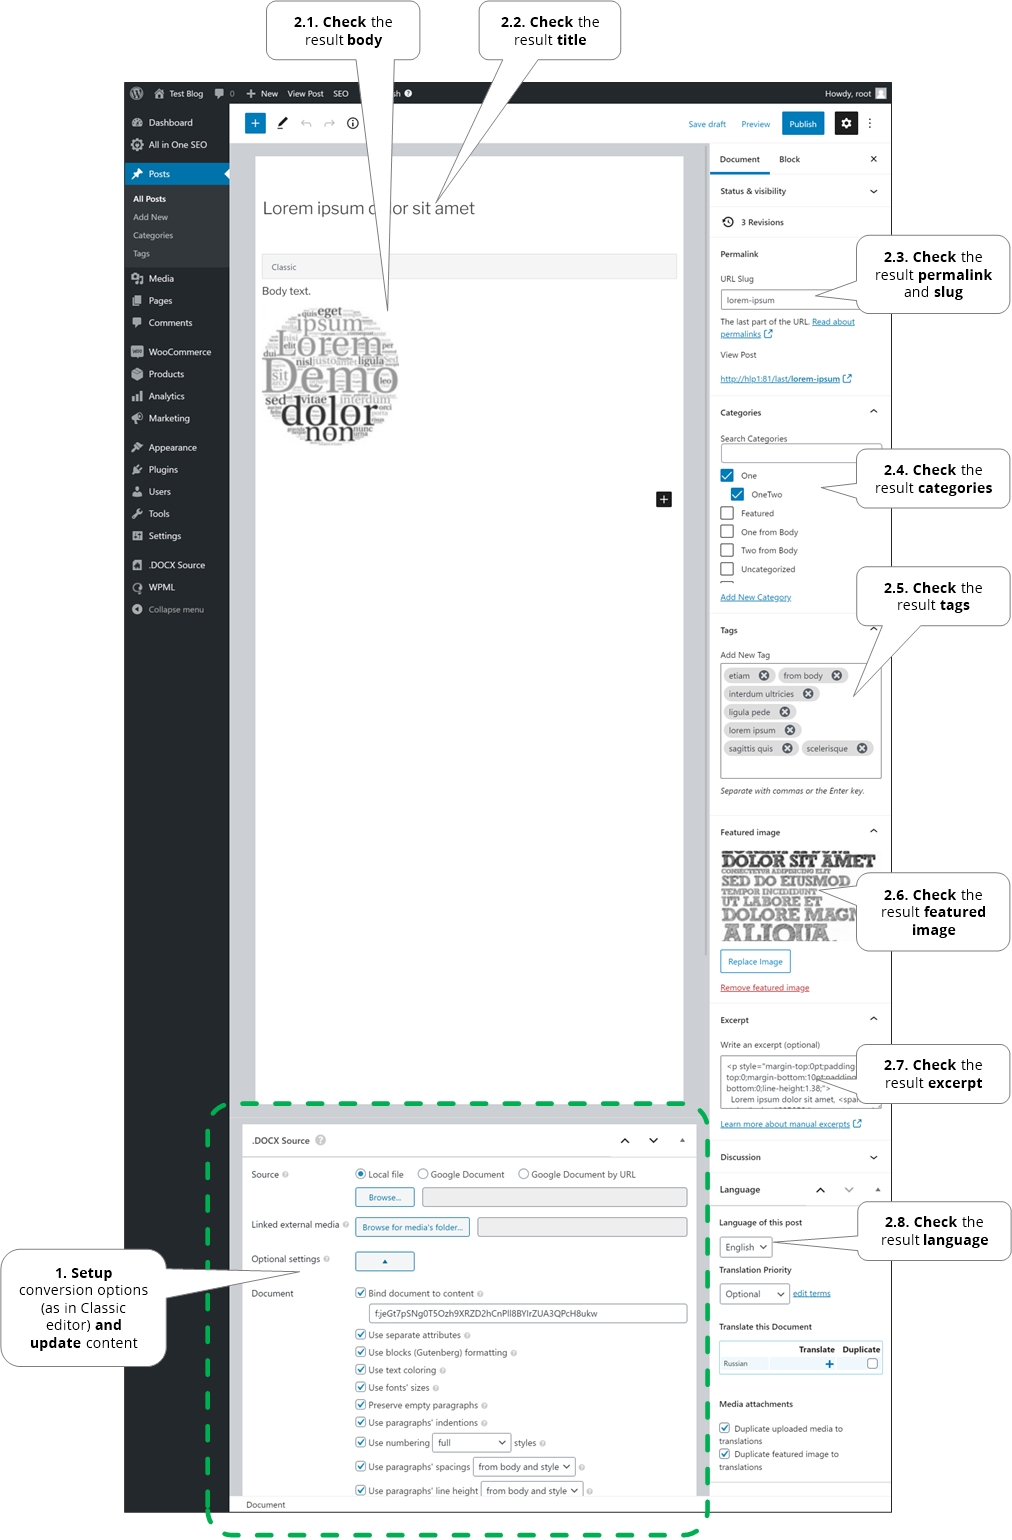 2.1. Check the
result body
2.2. Check the
result title
Test Blog
0
New
View Post
SEO
Howdy, root
Dashboard
All in One SEO
Posts
All Posts
Add New
Categories
Tags
Media
Pages
Comments
WooCommerce
Products
Analytics
Marketing
Appearance
Plugins
Users
Tools
Settings
.DOCX Source
WPML
Collapse menu
Save draft
Preview
Publish
Lorem ipsum dolor sit amet
Classic
Body text.
quis eget
ipsum
Lorem
elit
per
dui
nisl justo ligula
Demo
sit
leo
sed vitae interdum
orci
dolor
non
nunc
urna
Document
Block
Status & visibility
3 Revisions
Permalink
URL Slug
lorem-ipsum
The last part of the URL. Read about
permalinks
View Post
http://hlp1:81/last/lorem-ipsum
2.3. Check the
result permalink
and slug
Categories
Search Categories
One
OneTwo
Featured
One from Body
Two from Body
Uncategorized
Add New Category
2.4. Check the
result categories
2.5. Check the
result tags
Tags
Add New Tag
etiam
from body
interdum ultricies
ligula pede
lorem ipsum
sagittis quis
scelerisque
Separate with commas or the Enter key.
Featured image
DOLOR SIT AMET
CONSECTETUR ADIPISICING ELIT
SED DO EIUSMOD
TEMPOR INCIDIDUNT
UT LABORE ET
DOLORE MAGN
ALIQUA.
2.6. Check the
result featured
image
Replace Image
Remove featured image
Excerpt
Write an excerpt (optional)
<p style="margin-top:0pt;padding
top:0;margin-bottom:10pt;padding
bottom:0;line-height:1.38;">
Lorem ipsum dolor sit amet, <spa
2.7. Check the
result excerpt
Learn more about manual excerpts
Discussion
Language
Language of this post
English
2.8. Check the
result language
Translation Priority
Optional
edit terms
Translate this Document
Translate Duplicate
Russian
Media attachments
Duplicate uploaded media to
translations
Duplicate featured image to
translations
.DOCX Source
Source
Local file
Google Document
Google Document by URL
Browse...
Linked external media
Browse for media's folder...
Optional settings
1. Setup
conversion options
(as in Classic
editor) and
update content
Document
Bind document to content
f:jeGt7pSNg0T5Ozh9XRZD2hCnPll8BYIrZUA3QPcH8ukw
Use separate attributes
Use blocks (Gutenberg) formatting
Use text coloring
Use fonts' sizes
Preserve empty paragraphs
Use paragraphs' indentions
Use numbering full styles
Use paragraphs' spacings from body and style
Use paragraphs' line height from body and style
Document